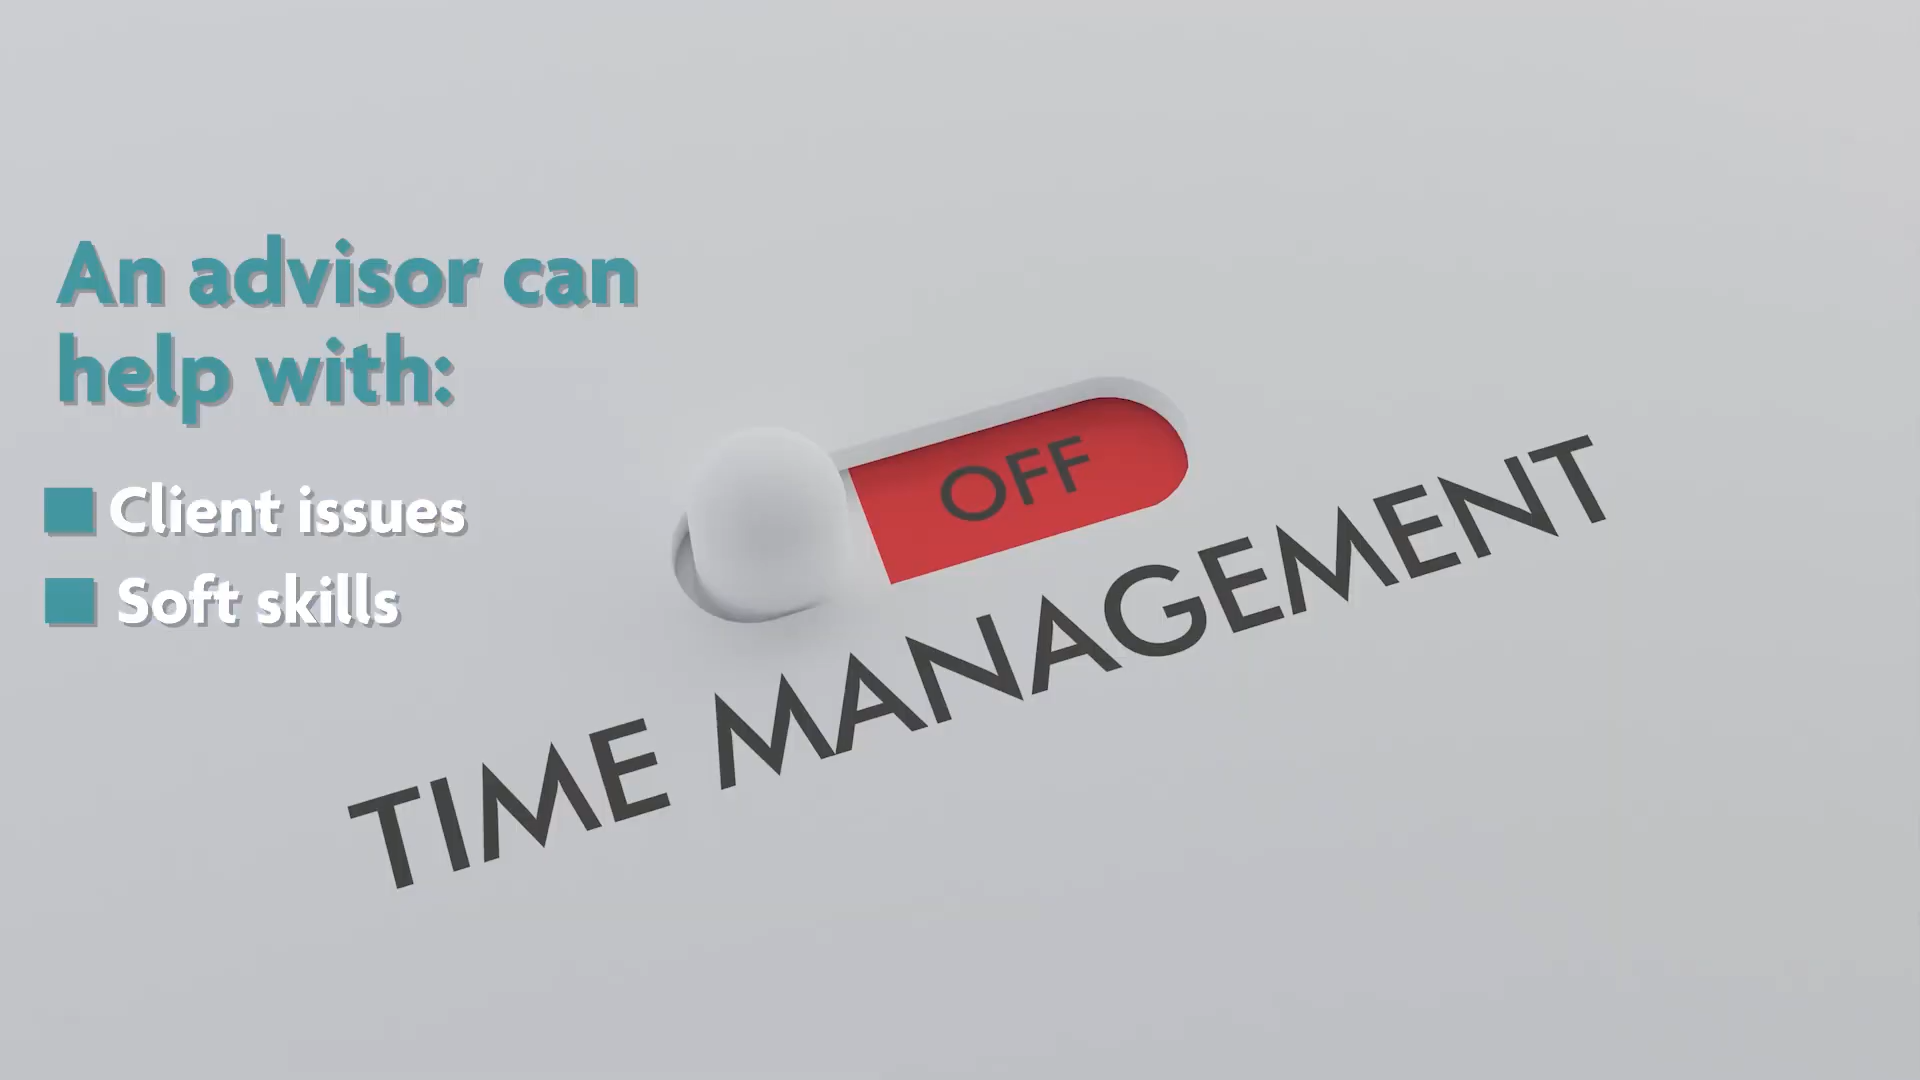 An advisor can
help with:
Client issues
Soft skills
OFF
TIME MANAGEMENT